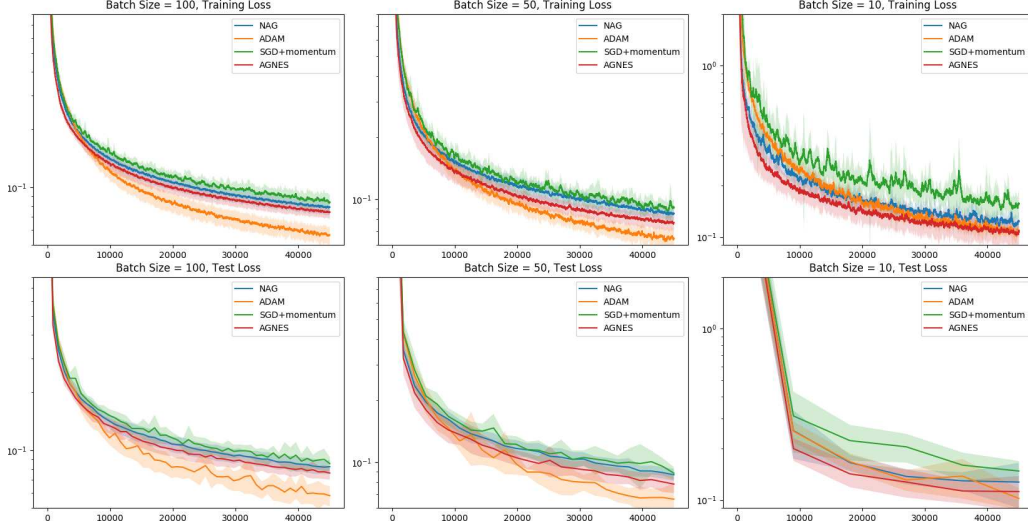 Batch Size = 100, Training Loss
NAG
ADAM
SGD+momentum
AGNES
10⁻¹
0 10000 20000 30000 40000
Batch Size = 50, Training Loss
NAG
ADAM
SGD+momentum
AGNES
10⁻¹
0 10000 20000 30000 40000
Batch Size = 10, Training Loss
NAG
ADAM
SGD+momentum
AGNES
10⁰
10⁻¹
0 10000 20000 30000 40000
Batch Size = 100, Test Loss
NAG
ADAM
SGD+momentum
AGNES
10⁻¹
0 10000 20000 30000 40000
Batch Size = 50, Test Loss
NAG
ADAM
SGD+momentum
AGNES
10⁻¹
0 10000 20000 30000 40000
Batch Size = 10, Test Loss
NAG
ADAM
SGD+momentum
AGNES
10⁰
10⁻¹
0 10000 20000 30000 40000